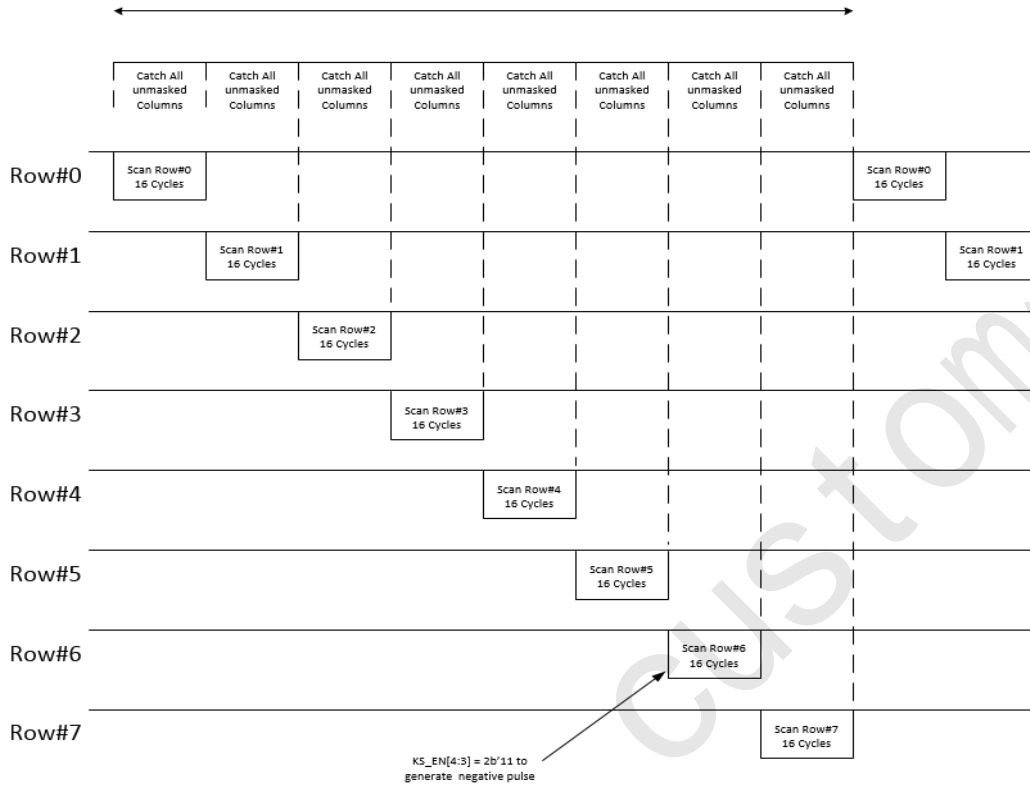 Catch All
unmasked
Columns
Catch All
unmasked
Columns
Catch All
unmasked
Columns
Catch All
unmasked
Columns
Catch All
unmasked
Columns
Catch All
unmasked
Columns
Catch All
unmasked
Columns
Catch All
unmasked
Columns
Row#0
Scan Row#0
16 Cycles
Scan Row#0
16 Cycles
Row#1
Scan Row#1
16 Cycles
Scan Row#1
16 Cycles
Row#2
Scan Row#2
16 Cycles
Row#3
Scan Row#3
16 Cycles
Row#4
Scan Row#4
16 Cycles
Row#5
Scan Row#5
16 Cycles
Row#6
Scan Row#6
16 Cycles
Row#7
Scan Row#7
16 Cycles
KS_EN[4:3] = 2b'11 to
generate negative pulse